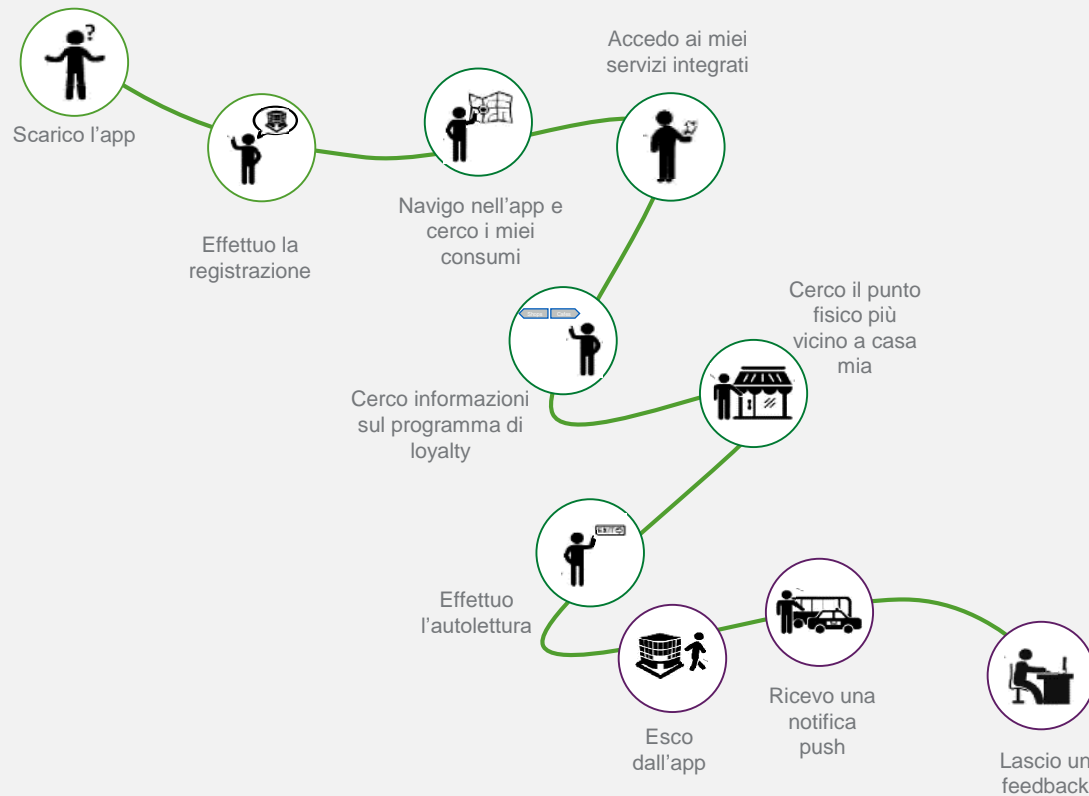 ?
Scarico l'app
Effettuo la
registrazione
Navigo nell'app e
cerco i miei
consumi
Accedo ai miei
servizi integrati
Cerco informazioni
sul programma di
loyalty
Cerco il punto
fisico più
vicino a casa
mia
Effettuo
l'autolettura
Esco
dall'app
Ricevo una
notifica
push
Lascio un
feedback